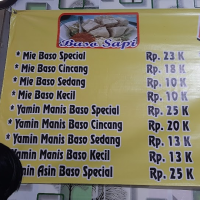 Baso Sapi
* Mie Baso Special Rp. 23 K
* Mie Baso Cincang Rp. 18 K
* Mie Baso Sedang Rp. 10 K
* Mie Baso Kecil Rp. 10 K
* Yamin Manis Baso Special Rp. 25 K
* Yamin Manis Baso Cincang Rp. 20 K
* Yamin Manis Baso Sedang Rp. 13 K
Yamin Manis Baso Kecil Rp. 13 K
Asin Baso Special Rp. 25 K